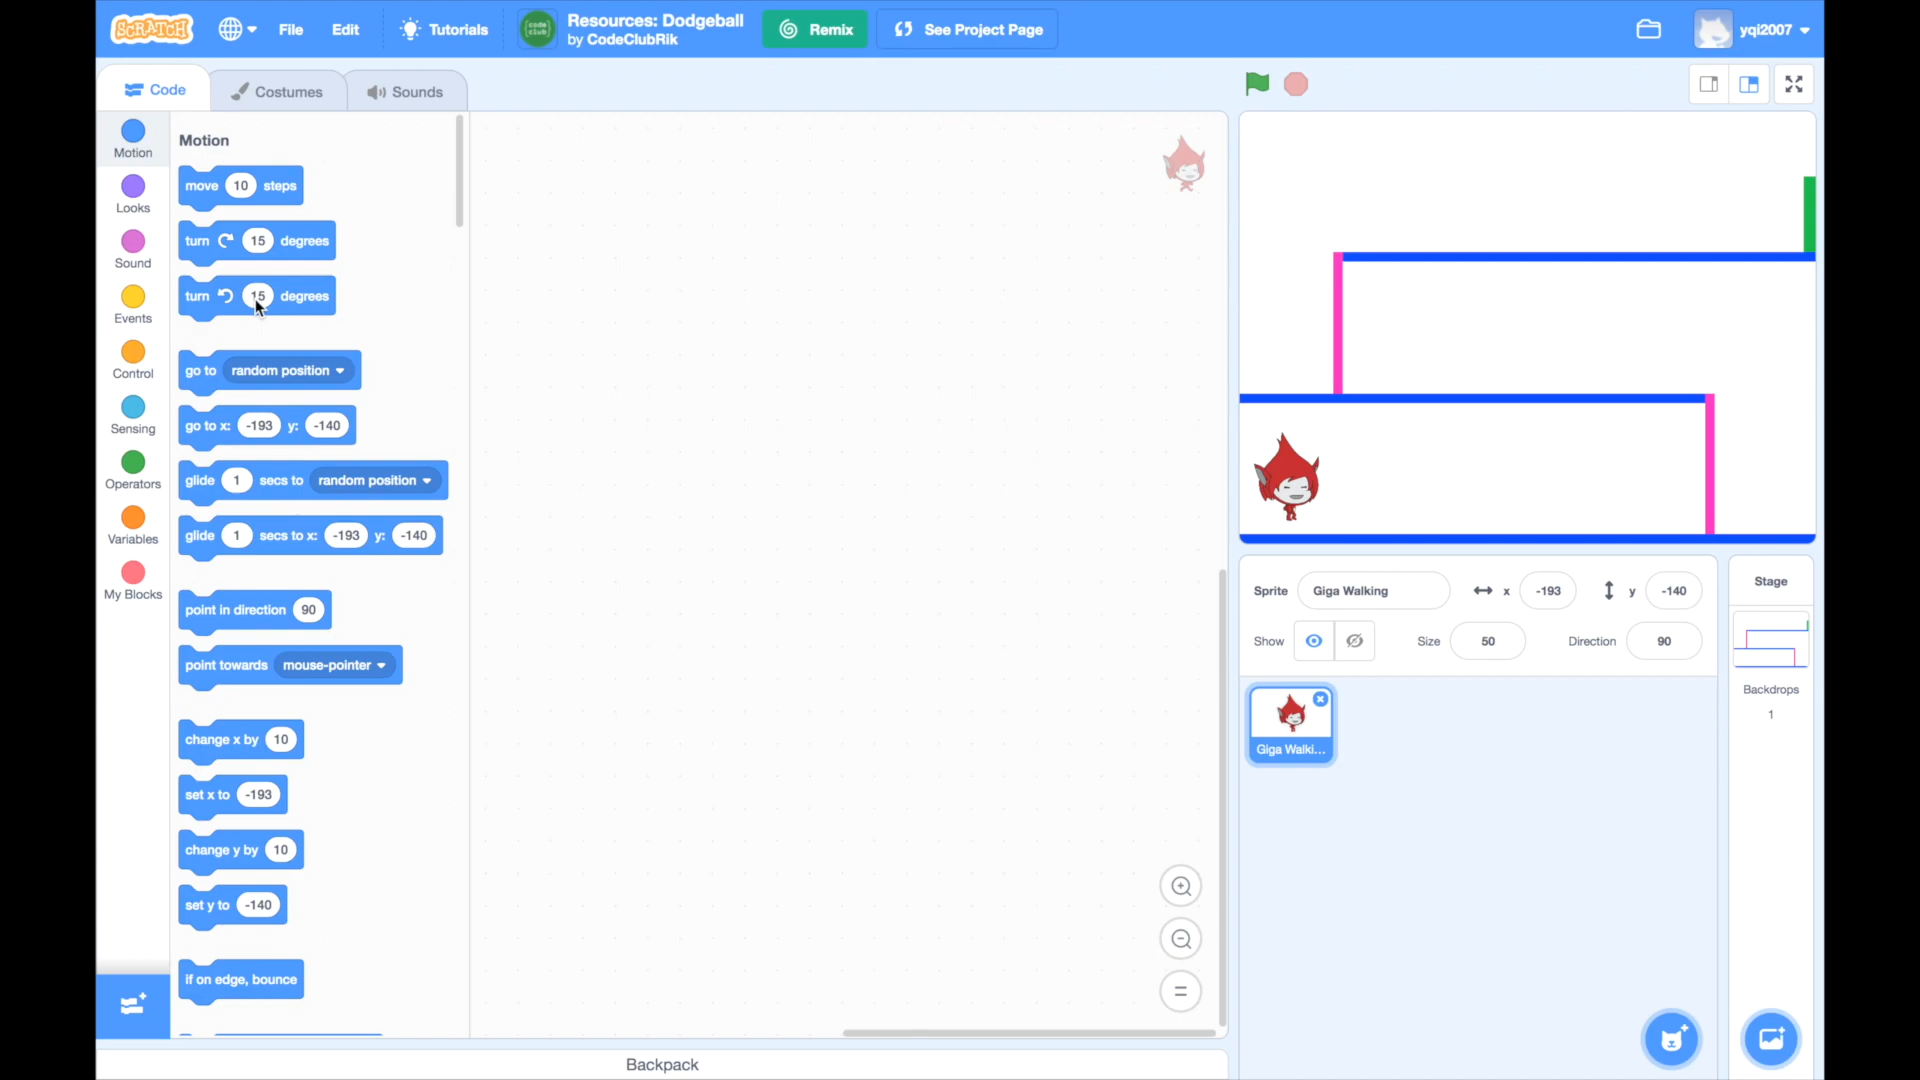 SCRATCH
File
Edit
Tutorials
{code club}
Resources: Dodgeball
by CodeClubRik
Remix
See Project Page
yqi2007
Code
Costumes
Sounds
Motion
Looks
Sound
Events
Control
Sensing
Operators
Variables
My Blocks
Motion
move 10 steps
turn 15 degrees
turn 15 degrees
go to random position
go to x: -193 y: -140
glide 1 secs to random position
glide 1 secs to x: -193 y: -140
point in direction 90
point towards mouse-pointer
change x by 10
set x to -193
change y by 10
set y to -140
if on edge, bounce
Backpack
Sprite Giga Walking x -193 y -140
Show Size 50 Direction 90
Giga Walki...
Stage
Backdrops
1